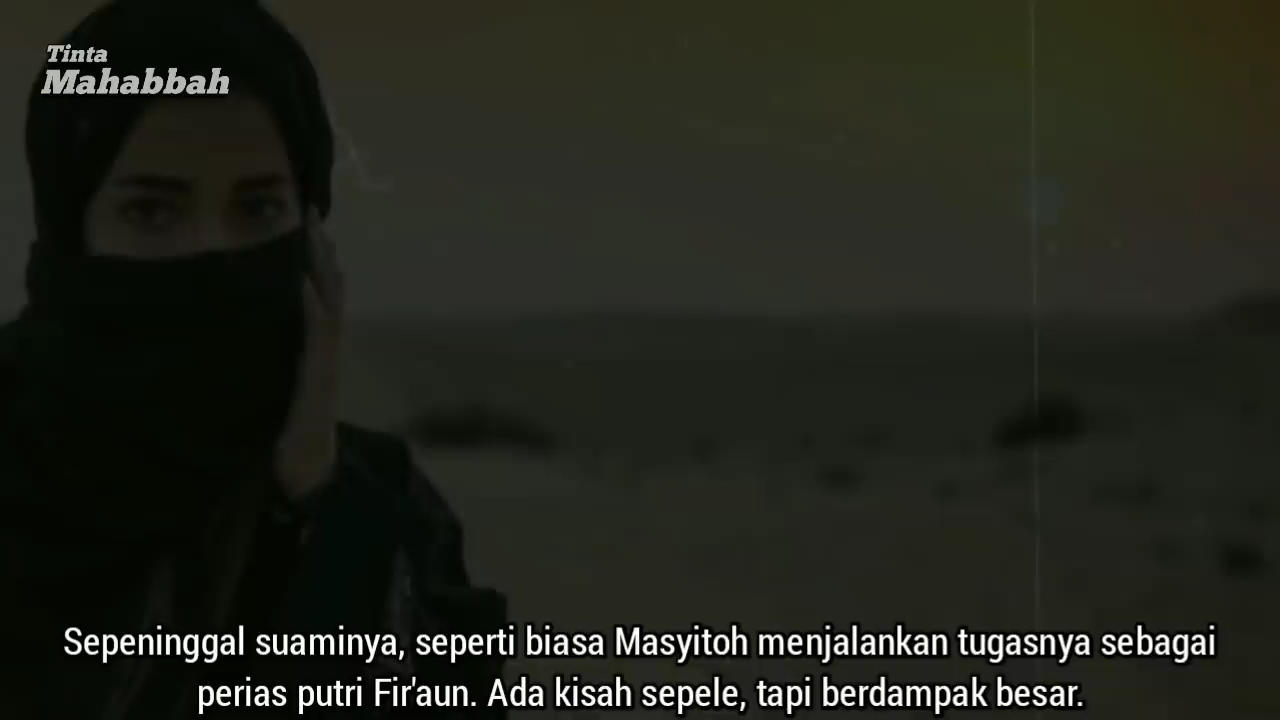 Tinta
Mahabbah
Sepeninggal suaminya, seperti biasa Masyitoh menjalankan tugasnya sebagai
perias putri Fir'aun. Ada kisah sepele, tapi berdampak besar.